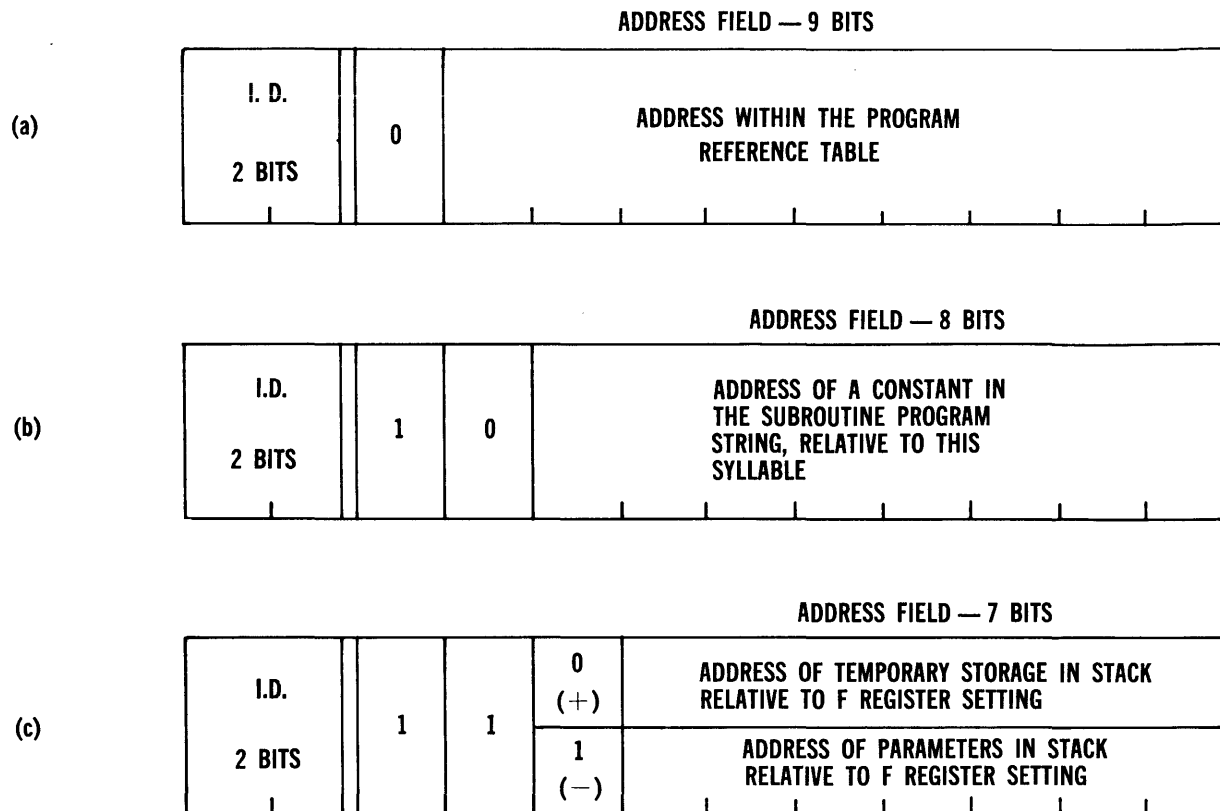 ADDRESS FIELD — 9 BITS
(a)
I. D.
2 BITS
0
ADDRESS WITHIN THE PROGRAM
REFERENCE TABLE
ADDRESS FIELD — 8 BITS
(b)
I.D.
2 BITS
1
0
ADDRESS OF A CONSTANT IN
THE SUBROUTINE PROGRAM
STRING, RELATIVE TO THIS
SYLLABLE
ADDRESS FIELD — 7 BITS
(c)
I.D.
2 BITS
1
1
0
(+)
ADDRESS OF TEMPORARY STORAGE IN STACK
RELATIVE TO F REGISTER SETTING
1
(−)
ADDRESS OF PARAMETERS IN STACK
RELATIVE TO F REGISTER SETTING